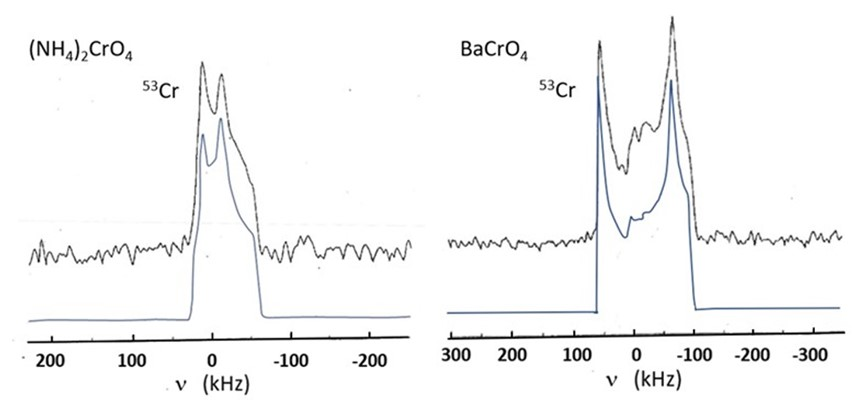 (NH₄)₂CrO₄
⁵³Cr
200 100 0 -100 -200
ν (kHz)
BaCrO₄
⁵³Cr
300 200 100 0 -100 -200 -300
ν (kHz)